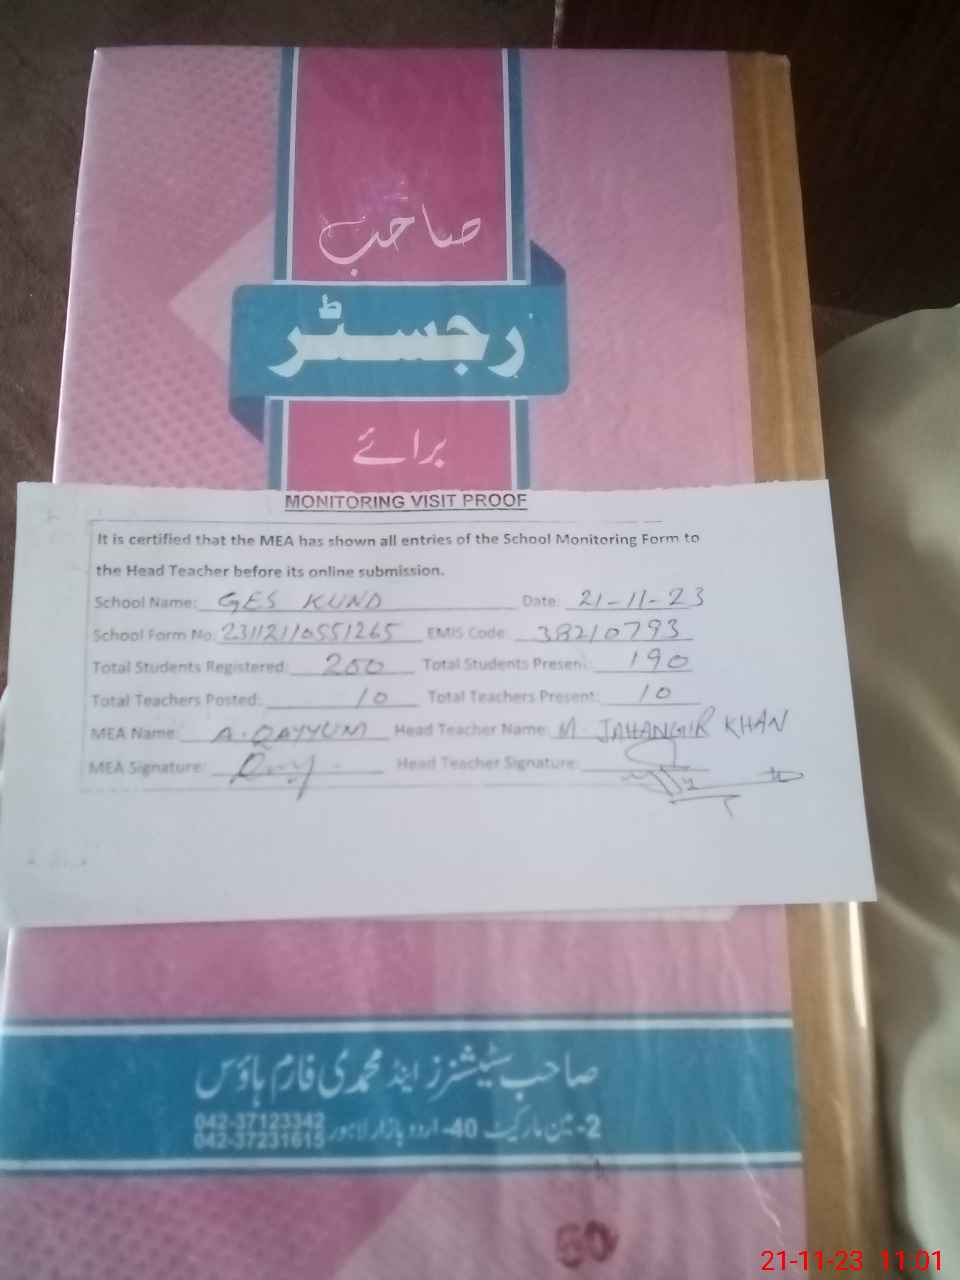 صاحب
رجسٹر
برائے
MONITORING VISIT PROOF
It is certified that the MEA has shown all entries of the School Monitoring Form to
the Head Teacher before its online submission.
School Name: GES KUND Date: 21-11-23
School Form No: 23112110551265 EMIS Code: 38210793
Total Students Registered: 200 Total Students Present: 190
Total Teachers Posted: 10 Total Teachers Present: 10
MEA Name: A. QAYYUM Head Teacher Name: M. JAHANGIR KHAN
MEA Signature: Head Teacher Signature:
صاحب سٹیشنرز اینڈ محمدی فارم ہاؤس
2-مین مارکیٹ 40-اردو بازار لاہور 042-37123342
042-37231615
50
21-11-23 11:01